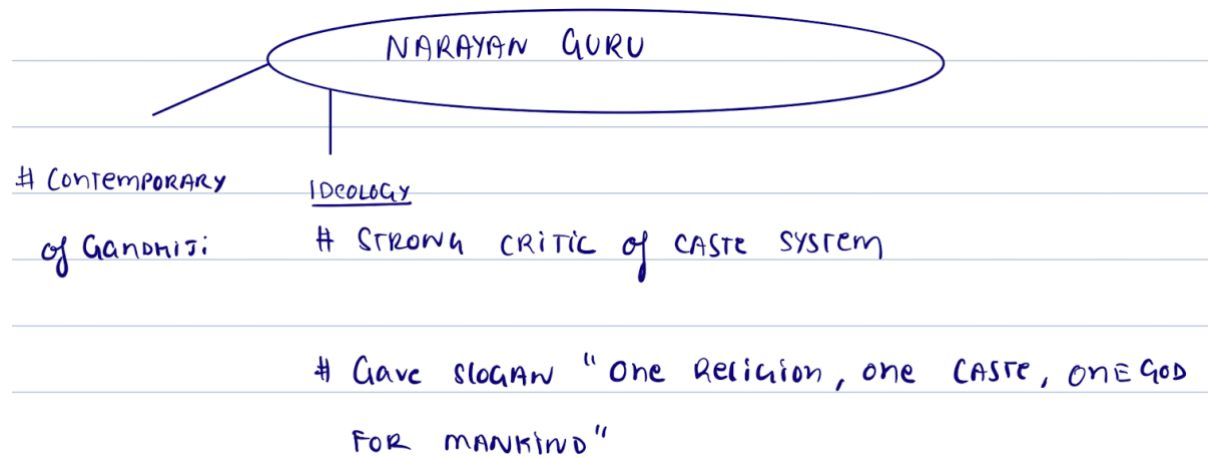 NARAYAN GURU
# Contemporary
of Gandhiji
IDEOLOGY
# STRONG CRITIC of CASTE SYSTEM
# Gave SLOGAN "One Religion, one CASTE, ONE GOD
FOR MANKIND"